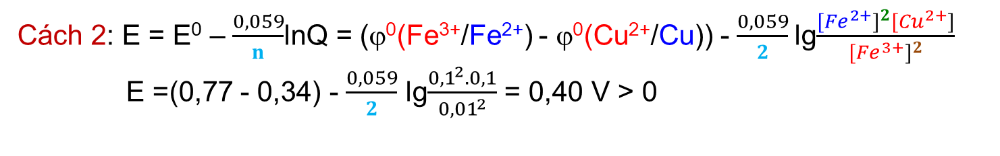 Cách 2: E = E⁰ – 0,059/n lnQ = (φ⁰(Fe³⁺/Fe²⁺) - φ⁰(Cu²⁺/Cu)) - 0,059/2 lg [Fe²⁺]²[Cu²⁺]/[Fe³⁺]²
E =(0,77 - 0,34) - 0,059/2 lg 0,1².0,1/0,01² = 0,40 V > 0